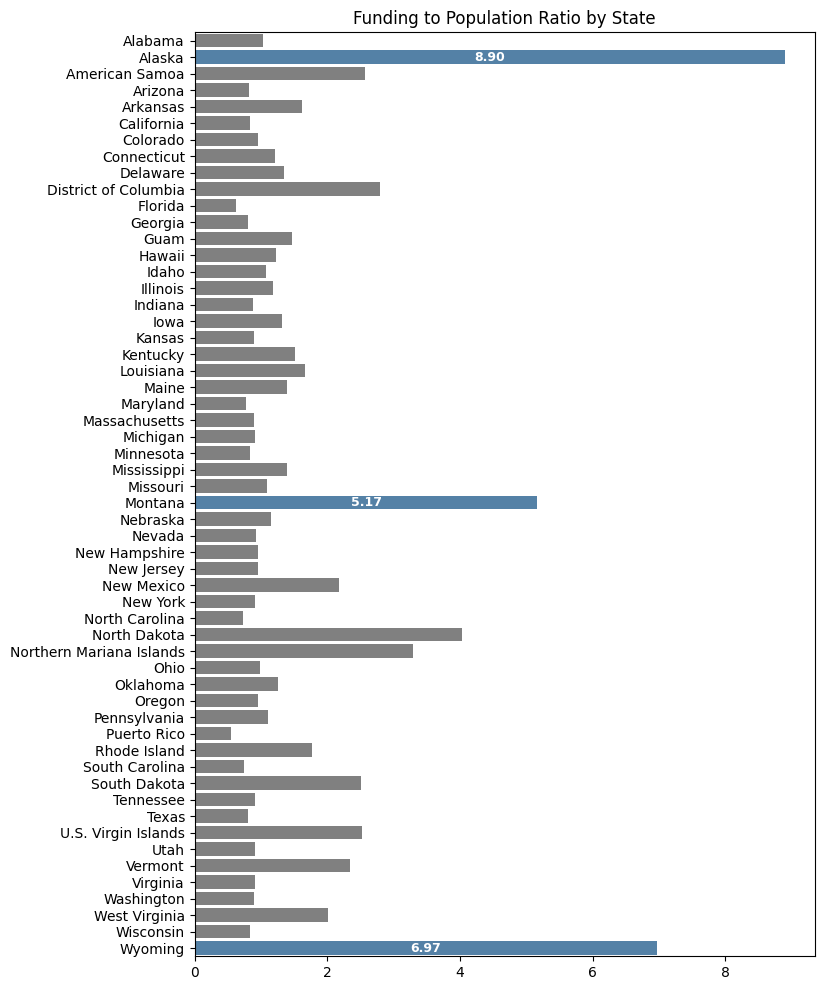 Funding to Population Ratio by State
Alabama
Alaska 8.90
American Samoa
Arizona
Arkansas
California
Colorado
Connecticut
Delaware
District of Columbia
Florida
Georgia
Guam
Hawaii
Idaho
Illinois
Indiana
Iowa
Kansas
Kentucky
Louisiana
Maine
Maryland
Massachusetts
Michigan
Minnesota
Mississippi
Missouri
Montana 5.17
Nebraska
Nevada
New Hampshire
New Jersey
New Mexico
New York
North Carolina
North Dakota
Northern Mariana Islands
Ohio
Oklahoma
Oregon
Pennsylvania
Puerto Rico
Rhode Island
South Carolina
South Dakota
Tennessee
Texas
U.S. Virgin Islands
Utah
Vermont
Virginia
Washington
West Virginia
Wisconsin
Wyoming 6.97
0 2 4 6 8